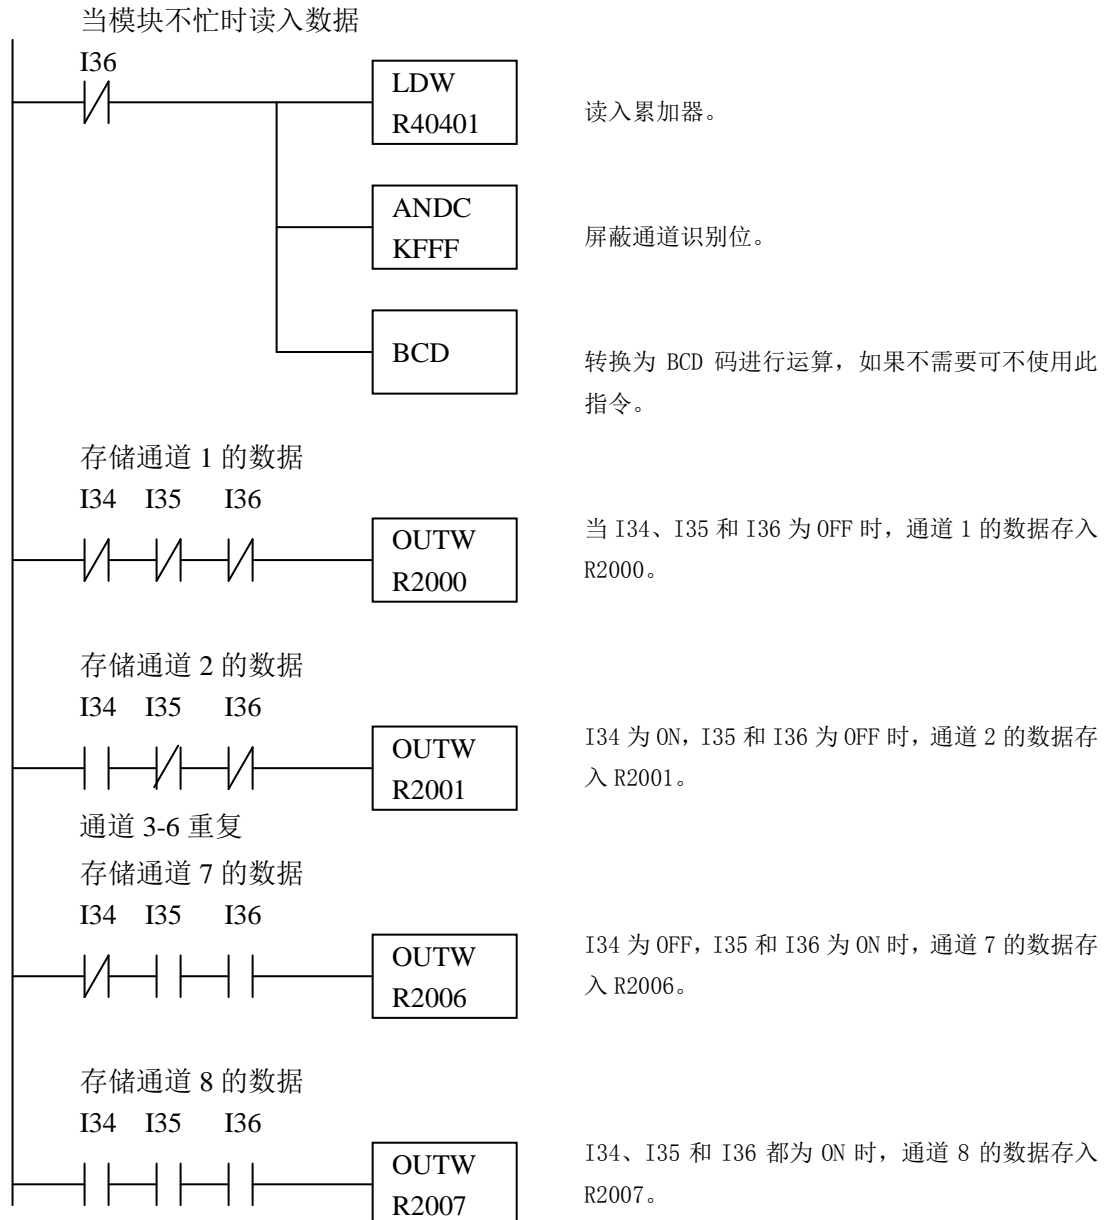 当模块不忙时读入数据
I36
LDW
R40401
读入累加器。
ANDC
KFFF
屏蔽通道识别位。
BCD
转换为 BCD 码进行运算，如果不需要可不使用此
指令。
存储通道 1 的数据
I34 I35 I36
OUTW
R2000
当 I34、I35 和 I36 为 OFF 时，通道 1 的数据存入
R2000。
存储通道 2 的数据
I34 I35 I36
OUTW
R2001
I34 为 ON，I35 和 I36 为 OFF 时，通道 2 的数据存
入 R2001。
通道 3-6 重复
存储通道 7 的数据
I34 I35 I36
OUTW
R2006
I34 为 OFF，I35 和 I36 为 ON 时，通道 7 的数据存
入 R2006。
存储通道 8 的数据
I34 I35 I36
OUTW
R2007
I34、I35 和 I36 都为 ON 时，通道 8 的数据存入
R2007。